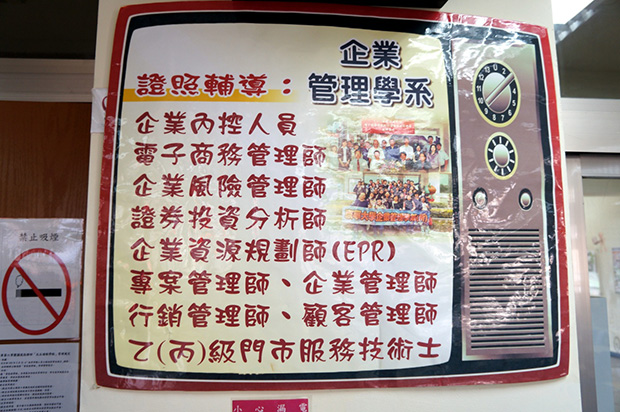 企業
管理學系
證照輔導：
企業內控人員
電子商務管理師
企業風險管理師
證券投資分析師
企業資源規劃師(EPR)
專案管理師、企業管理師
行銷管理師、顧客管理師
乙(丙)級門市服務技術士
禁止吸煙
小心漏電